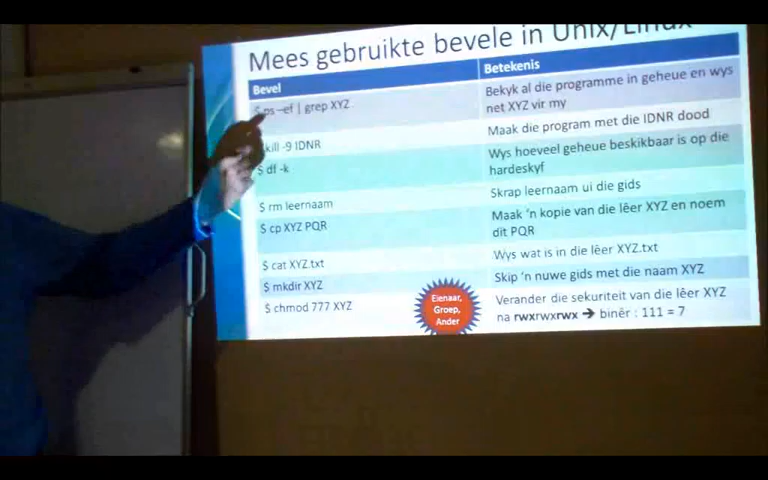 Mees gebruikte bevele in Unix/Linux
Bevel
Betekenis
$ ps –ef | grep XYZ
Bekyk al die programme in geheue en wys
net XYZ vir my
kill -9 IDNR
Maak die program met die IDNR dood
$ df -k
Wys hoeveel geheue beskikbaar is op die
hardeskyf
$ rm leernaam
Skrap leernaam ui die gids
$ cp XYZ PQR
Maak 'n kopie van die lêer XYZ en noem
dit PQR
$ cat XYZ.txt
Wys wat is in die lêer XYZ.txt
$ mkdir XYZ
Skip 'n nuwe gids met die naam XYZ
$ chmod 777 XYZ
Verander die sekuriteit van die lêer XYZ
na rwxrwxrwx ➔ binêr : 111 = 7
Eienaar,
Groep,
Ander